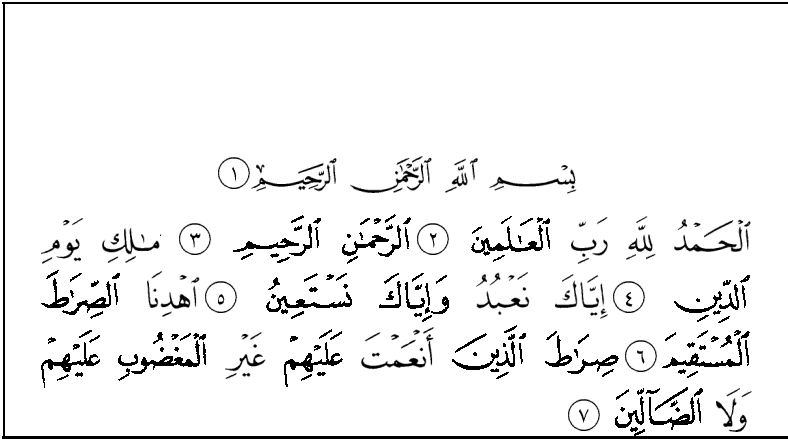 بِسْمِ ٱللَّهِ ٱلرَّحْمَٰنِ ٱلرَّحِيمِ ١
ٱلْحَمْدُ لِلَّهِ رَبِّ ٱلْعَٰلَمِينَ ٢ ٱلرَّحْمَٰنِ ٱلرَّحِيمِ ٣ مَٰلِكِ يَوْمِ
ٱلدِّينِ ٤ إِيَّاكَ نَعْبُدُ وَإِيَّاكَ نَسْتَعِينُ ٥ ٱهْدِنَا ٱلصِّرَٰطَ
ٱلْمُسْتَقِيمَ ٦ صِرَٰطَ ٱلَّذِينَ أَنْعَمْتَ عَلَيْهِمْ غَيْرِ ٱلْمَغْضُوبِ عَلَيْهِمْ
وَلَا ٱلضَّآلِّينَ ٧